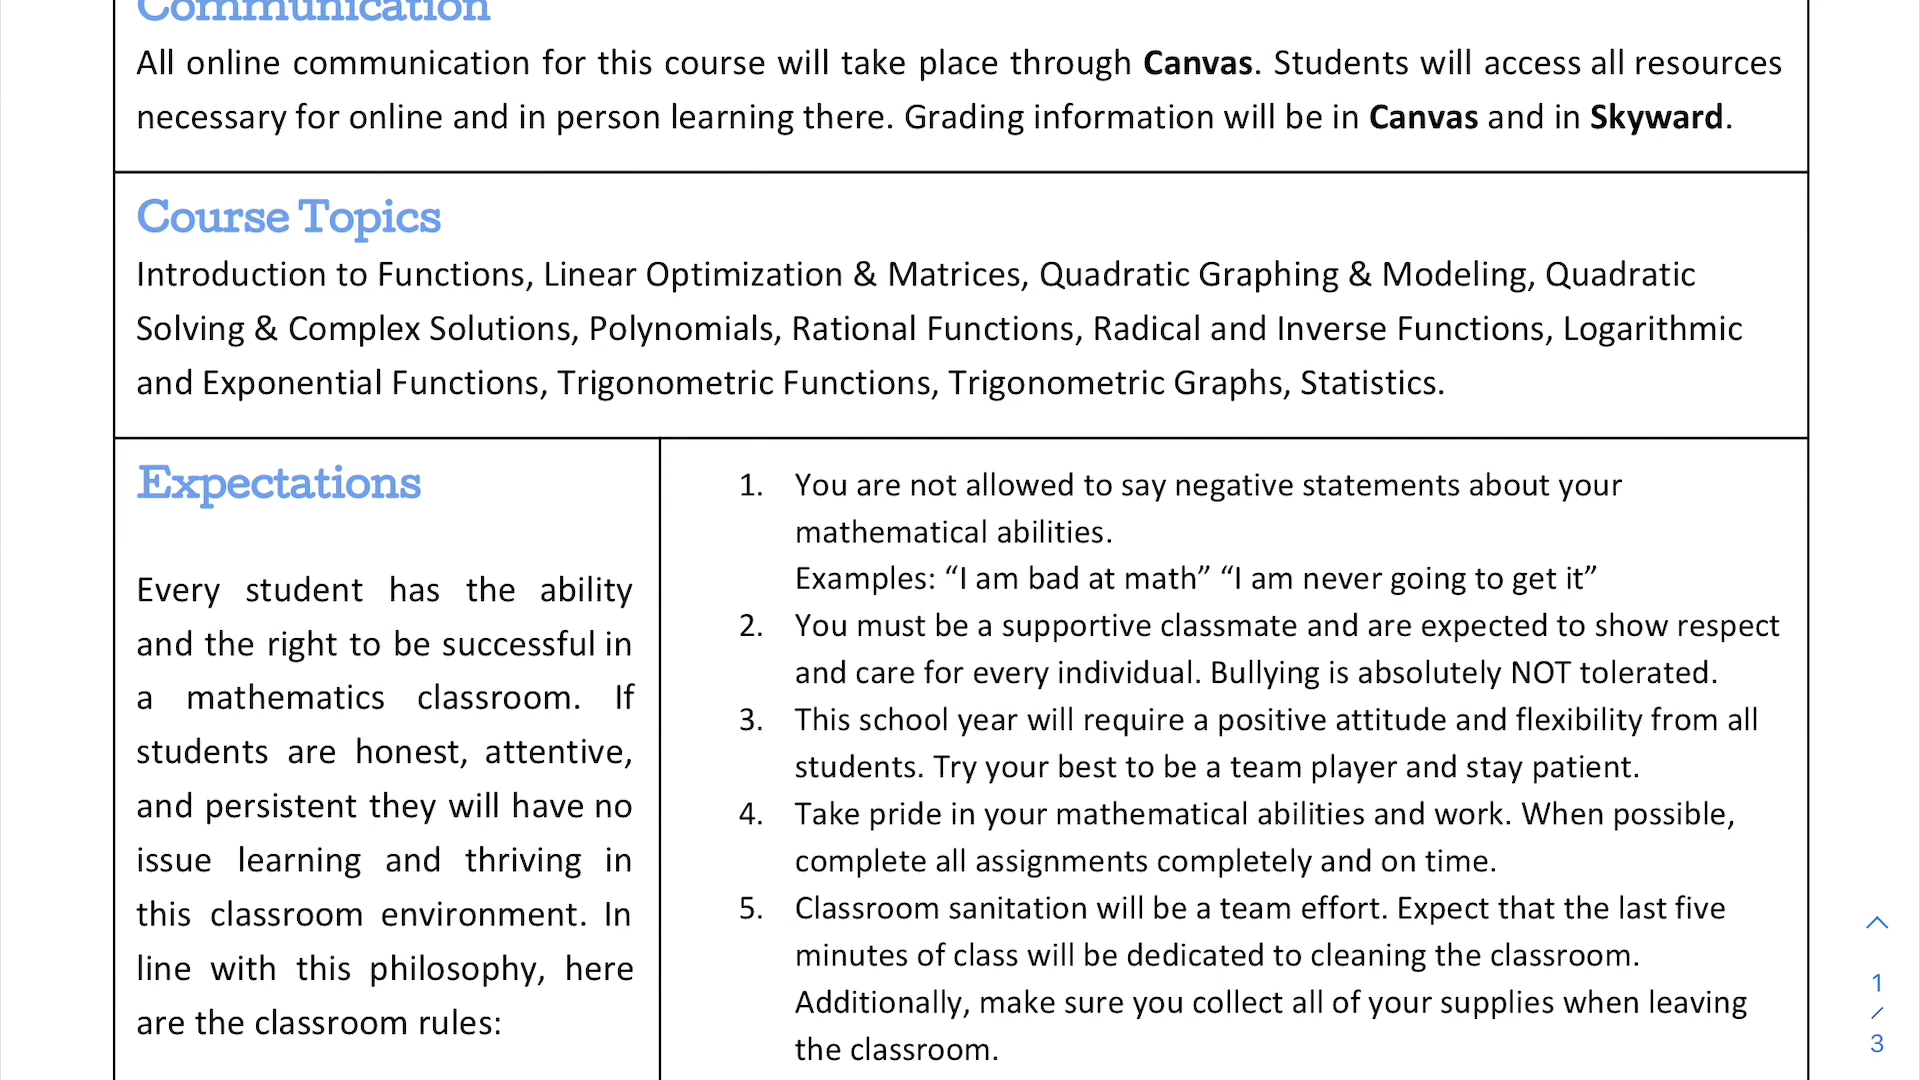 Communication
All online communication for this course will take place through Canvas. Students will access all resources
necessary for online and in person learning there. Grading information will be in Canvas and in Skyward.
Course Topics
Introduction to Functions, Linear Optimization & Matrices, Quadratic Graphing & Modeling, Quadratic
Solving & Complex Solutions, Polynomials, Rational Functions, Radical and Inverse Functions, Logarithmic
and Exponential Functions, Trigonometric Functions, Trigonometric Graphs, Statistics.
Expectations
Every student has the ability
and the right to be successful in
a mathematics classroom. If
students are honest, attentive,
and persistent they will have no
issue learning and thriving in
this classroom environment. In
line with this philosophy, here
are the classroom rules:
1. You are not allowed to say negative statements about your
mathematical abilities.
Examples: “I am bad at math” “I am never going to get it”
2. You must be a supportive classmate and are expected to show respect
and care for every individual. Bullying is absolutely NOT tolerated.
3. This school year will require a positive attitude and flexibility from all
students. Try your best to be a team player and stay patient.
4. Take pride in your mathematical abilities and work. When possible,
complete all assignments completely and on time.
5. Classroom sanitation will be a team effort. Expect that the last five
minutes of class will be dedicated to cleaning the classroom.
Additionally, make sure you collect all of your supplies when leaving
the classroom.
1
/
3